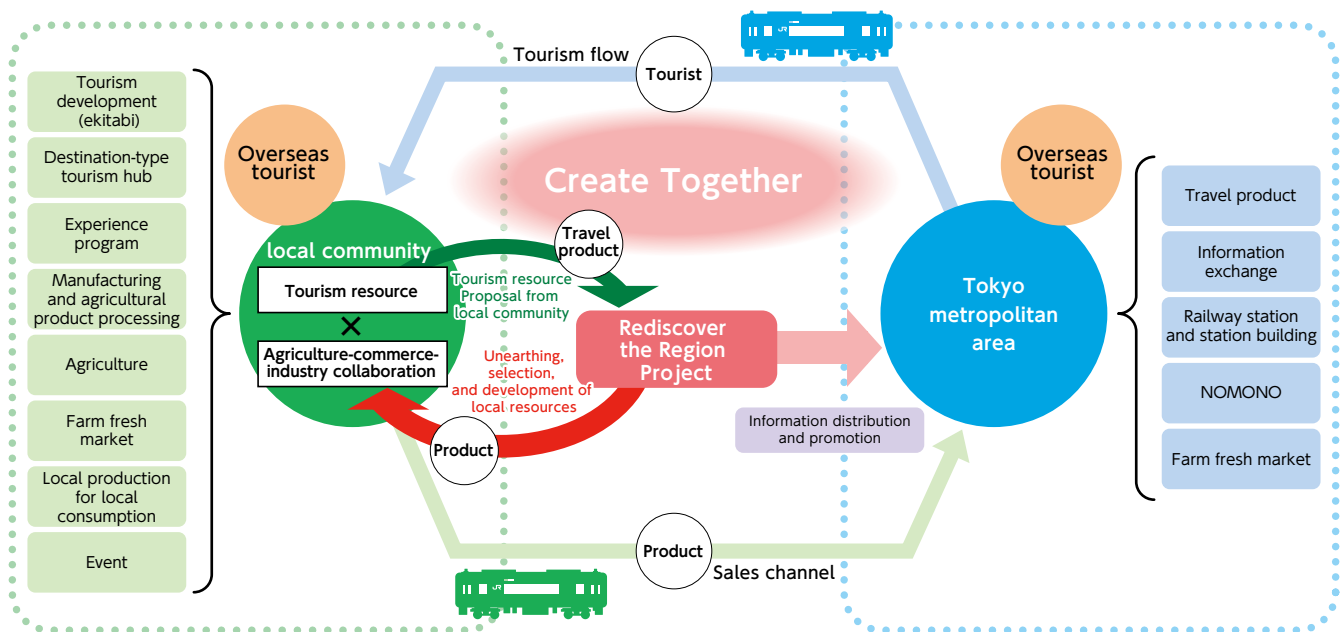 Tourism flow
Tourist
JR
Tourism
development
(ekitabi)
Destination-type
tourism hub
Experience
program
Manufacturing
and agricultural
product processing
Agriculture
Farm fresh
market
Local production
for local
consumption
Event
Overseas
tourist
local community
Tourism resource
×
Agriculture-commerce-
industry collaboration
Create Together
Travel
product
Tourism resource
Proposal from
local community
Unearthing,
selection,
and development of
local resources
Product
Rediscover
the Region
Project
Information distribution
and promotion
Overseas
tourist
Tokyo
metropolitan
area
Travel product
Information
exchange
Railway station
and station building
NOMONO
Farm fresh market
Product
Sales channel
JR